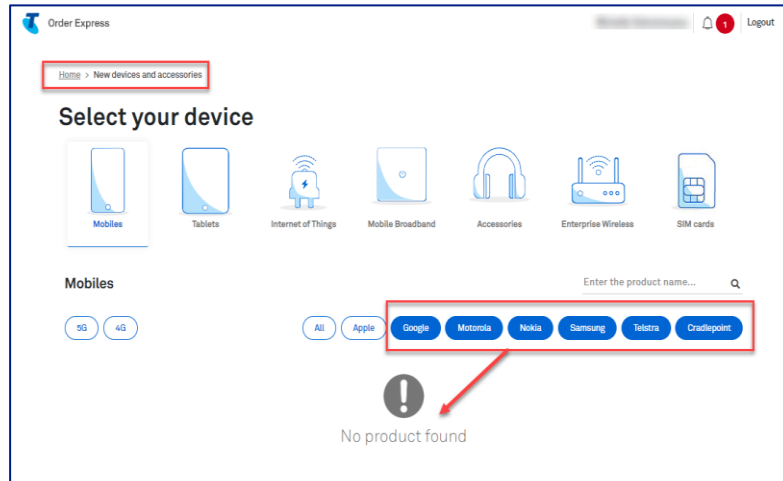 Order Express
1 Logout
Home > New devices and accessories
Select your device
Mobiles Tablets Internet of Things Mobile Broadband Accessories Enterprise Wireless SIM cards
Mobiles Enter the product name...
5G 4G All Apple Google Motorola Nokia Samsung Telstra Cradlepoint
No product found